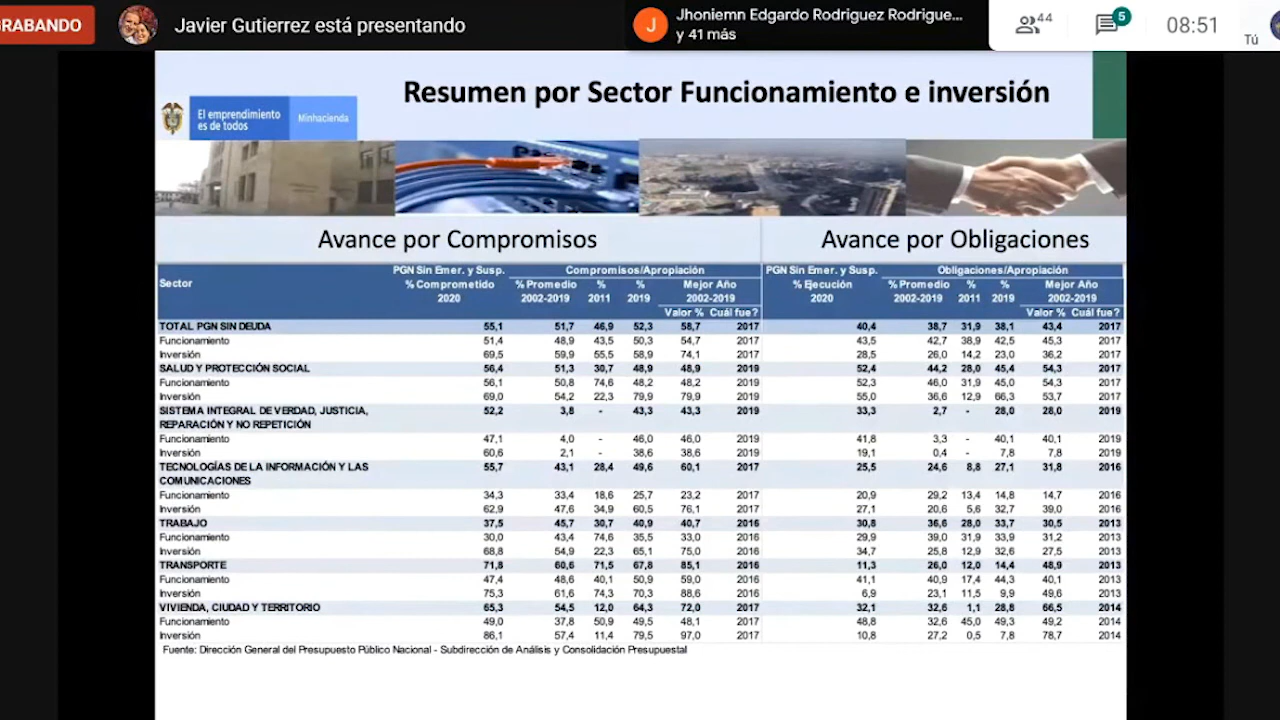 GRABANDO
Javier Gutierrez está presentando
J
Jhoniemn Edgardo Rodriguez Rodrigue...
y 41 más
44
5
08:51
Tú
Resumen por Sector Funcionamiento e inversión
El emprendimiento
es de todos
Minhacienda
Avance por Compromisos
Avance por Obligaciones
PGN Sin Emer. y Susp. Compromisos/Apropiación PGN Sin Emer. y Susp. Obligaciones/Apropiación
Sector % Comprometido % Promedio % % Mejor Año % Ejecución % Promedio % % Mejor Año
2020 2002-2019 2011 2019 2002-2019 2020 2002-2019 2011 2019 2002-2019
Valor % Cuál fue? Valor % Cuál fue?
TOTAL PGN SIN DEUDA 55,1 51,7 46,9 52,3 58,7 2017 40,4 38,7 31,9 38,1 43,4 2017
Funcionamiento 51,4 48,9 43,5 50,3 54,7 2017 43,5 42,7 38,9 42,5 45,3 2017
Inversión 69,5 59,9 55,5 58,9 74,1 2017 28,5 26,0 14,2 23,0 36,2 2017
SALUD Y PROTECCIÓN SOCIAL 56,4 51,3 30,7 48,9 48,9 2019 52,4 44,2 28,0 45,4 54,3 2017
Funcionamiento 56,1 50,8 74,6 48,2 48,2 2019 52,3 46,0 31,9 45,0 54,3 2017
Inversión 69,0 54,2 22,3 79,9 79,9 2019 55,0 36,6 12,9 66,3 53,7 2017
SISTEMA INTEGRAL DE VERDAD, JUSTICIA, 52,2 3,8 - 43,3 43,3 2019 33,3 2,7 - 28,0 28,0 2019
REPARACIÓN Y NO REPETICIÓN
Funcionamiento 47,1 4,0 - 46,0 46,0 2019 41,8 3,3 - 40,1 40,1 2019
Inversión 60,6 2,1 - 38,6 38,6 2019 19,1 0,4 - 7,8 7,8 2019
TECNOLOGÍAS DE LA INFORMACIÓN Y LAS 55,7 43,1 28,4 49,6 60,1 2017 25,5 24,6 8,8 27,1 31,8 2016
COMUNICACIONES
Funcionamiento 34,3 33,4 18,6 25,7 23,2 2017 20,9 29,2 13,4 14,8 14,7 2016
Inversión 62,9 47,6 34,9 60,5 76,1 2017 27,1 20,6 5,6 32,7 39,0 2016
TRABAJO 37,5 45,7 30,7 40,9 40,7 2016 30,8 36,6 28,0 33,7 30,5 2013
Funcionamiento 30,0 43,4 74,6 35,5 33,0 2016 29,9 39,0 31,9 33,9 31,2 2013
Inversión 68,8 54,9 22,3 65,1 75,0 2016 34,7 25,8 12,9 32,6 27,5 2013
TRANSPORTE 71,8 60,6 71,5 67,8 85,1 2016 11,3 26,0 12,0 14,4 48,9 2013
Funcionamiento 47,4 48,6 40,1 50,9 59,0 2016 41,1 40,9 17,4 44,3 40,1 2013
Inversión 75,3 61,6 74,3 70,3 88,6 2016 6,9 23,1 11,5 9,9 49,6 2013
VIVIENDA, CIUDAD Y TERRITORIO 65,3 54,5 12,0 64,3 72,0 2017 32,1 32,6 1,1 28,8 66,5 2014
Funcionamiento 49,0 37,8 50,9 49,5 48,1 2017 48,8 32,6 45,0 49,3 49,2 2014
Inversión 86,1 57,4 11,4 79,5 97,0 2017 10,8 27,2 0,5 7,8 78,7 2014
Fuente: Dirección General del Presupuesto Público Nacional - Subdirección de Análisis y Consolidación Presupuestal